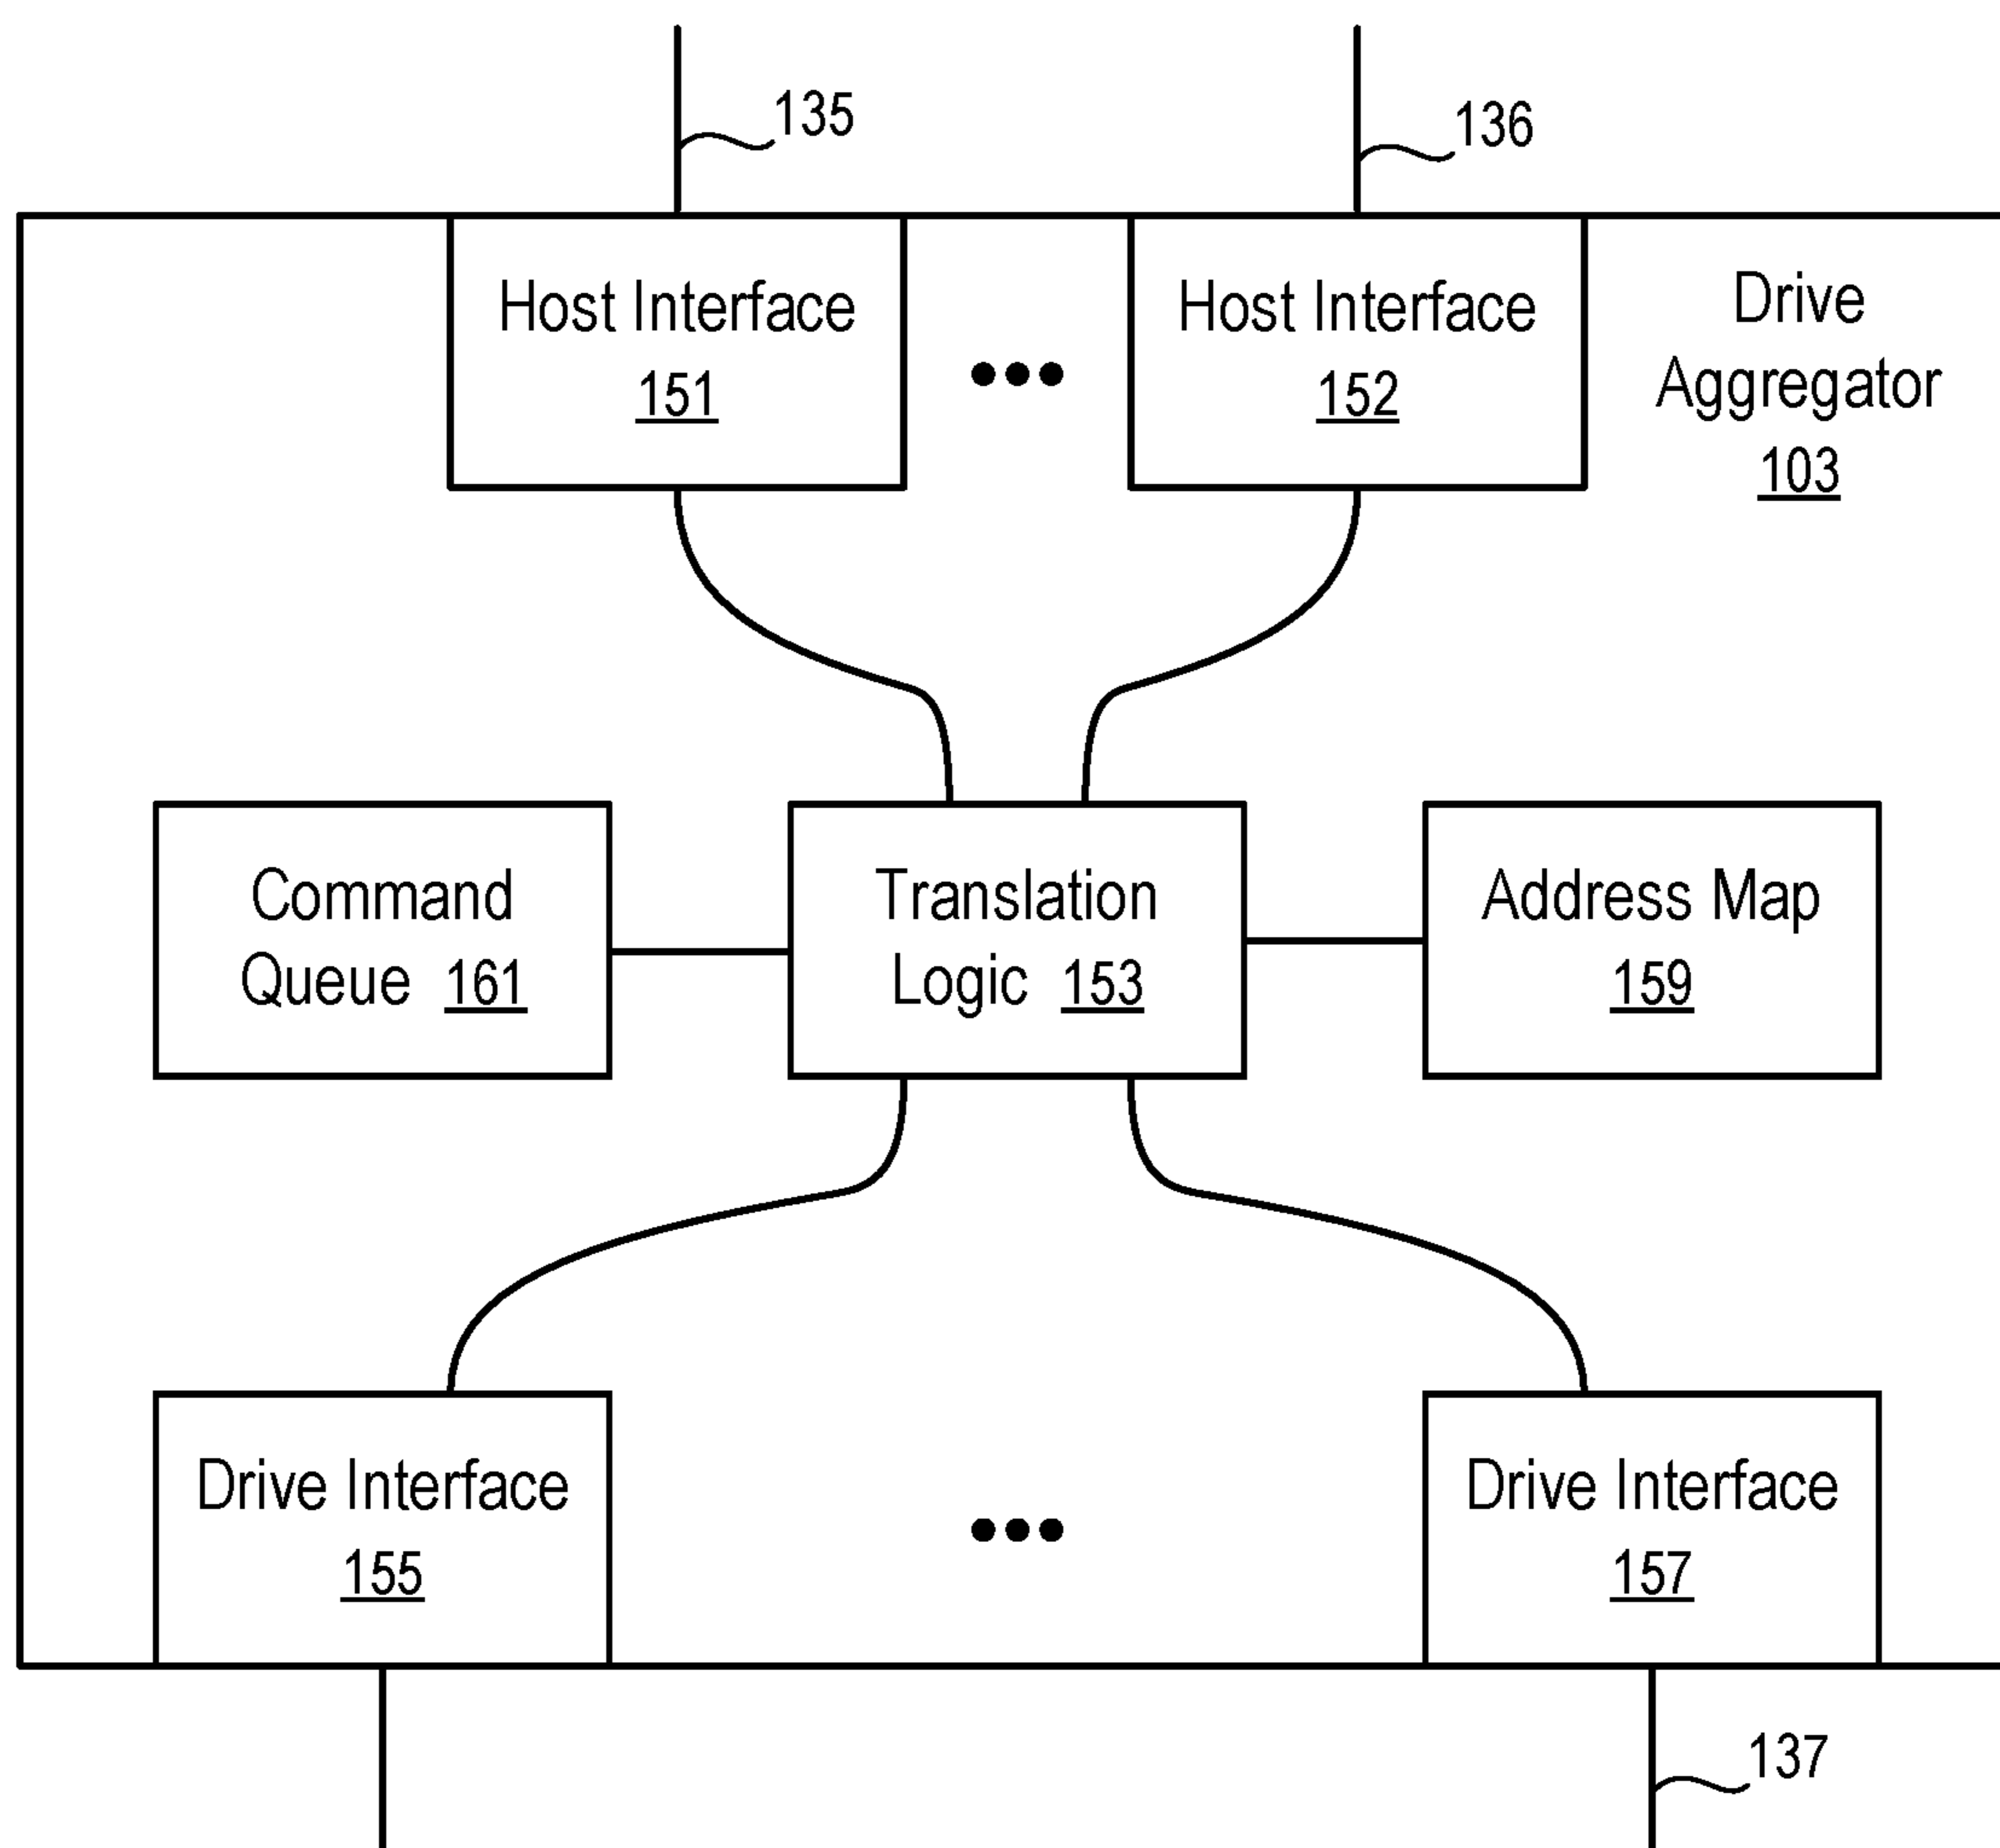 135
136
Host Interface
151
Host Interface
152
Drive
Aggregator
103
Command
Queue 161
Translation
Logic 153
Address Map
159
Drive Interface
155
Drive Interface
157
137